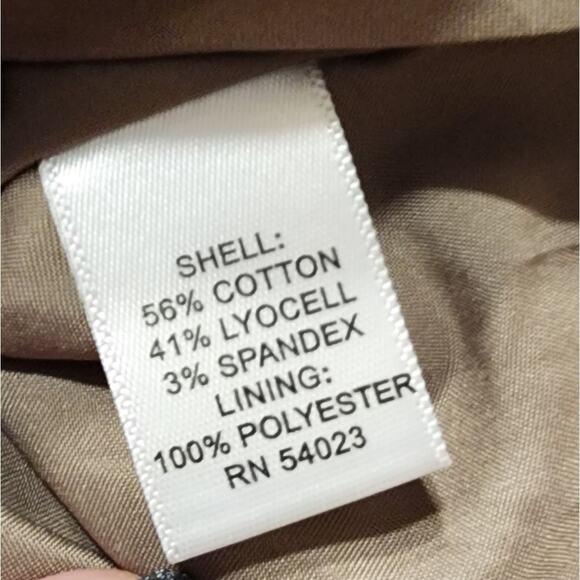 SHELL:
56% COTTON
41% LYOCELL
3% SPANDEX
LINING:
100% POLYESTER
RN 54023